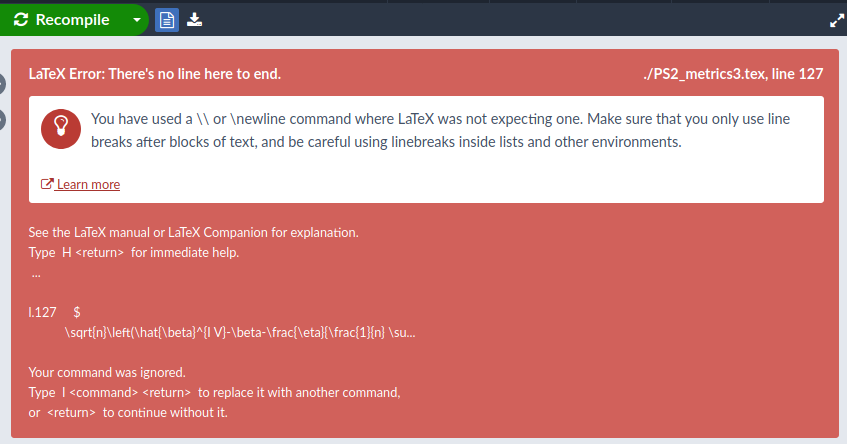 Recompile
LaTeX Error: There's no line here to end.
./PS2_metrics3.tex, line 127
You have used a \\ or \newline command where LaTeX was not expecting one. Make sure that you only use line
breaks after blocks of text, and be careful using linebreaks inside lists and other environments.
Learn more
See the LaTeX manual or LaTeX Companion for explanation.
Type H <return> for immediate help.
...
l.127 $
\sqrt{n}\left(\hat{\beta}^{I V}-\beta-\frac{\eta}{\frac{1}{n} \su...
Your command was ignored.
Type I <command> <return> to replace it with another command,
or <return> to continue without it.